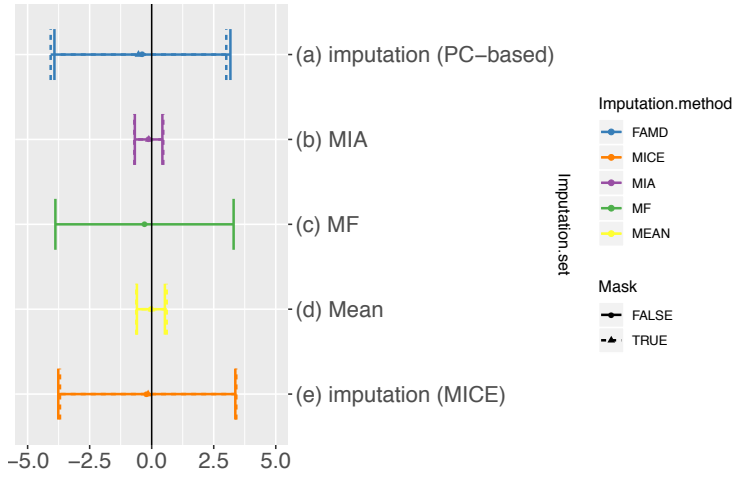 (a) imputation (PC−based)
(b) MIA
(c) MF
(d) Mean
(e) imputation (MICE)
−5.0 −2.5 0.0 2.5 5.0
Imputation.set
Imputation.method
FAMD
MICE
MIA
MF
MEAN
Mask
FALSE
TRUE